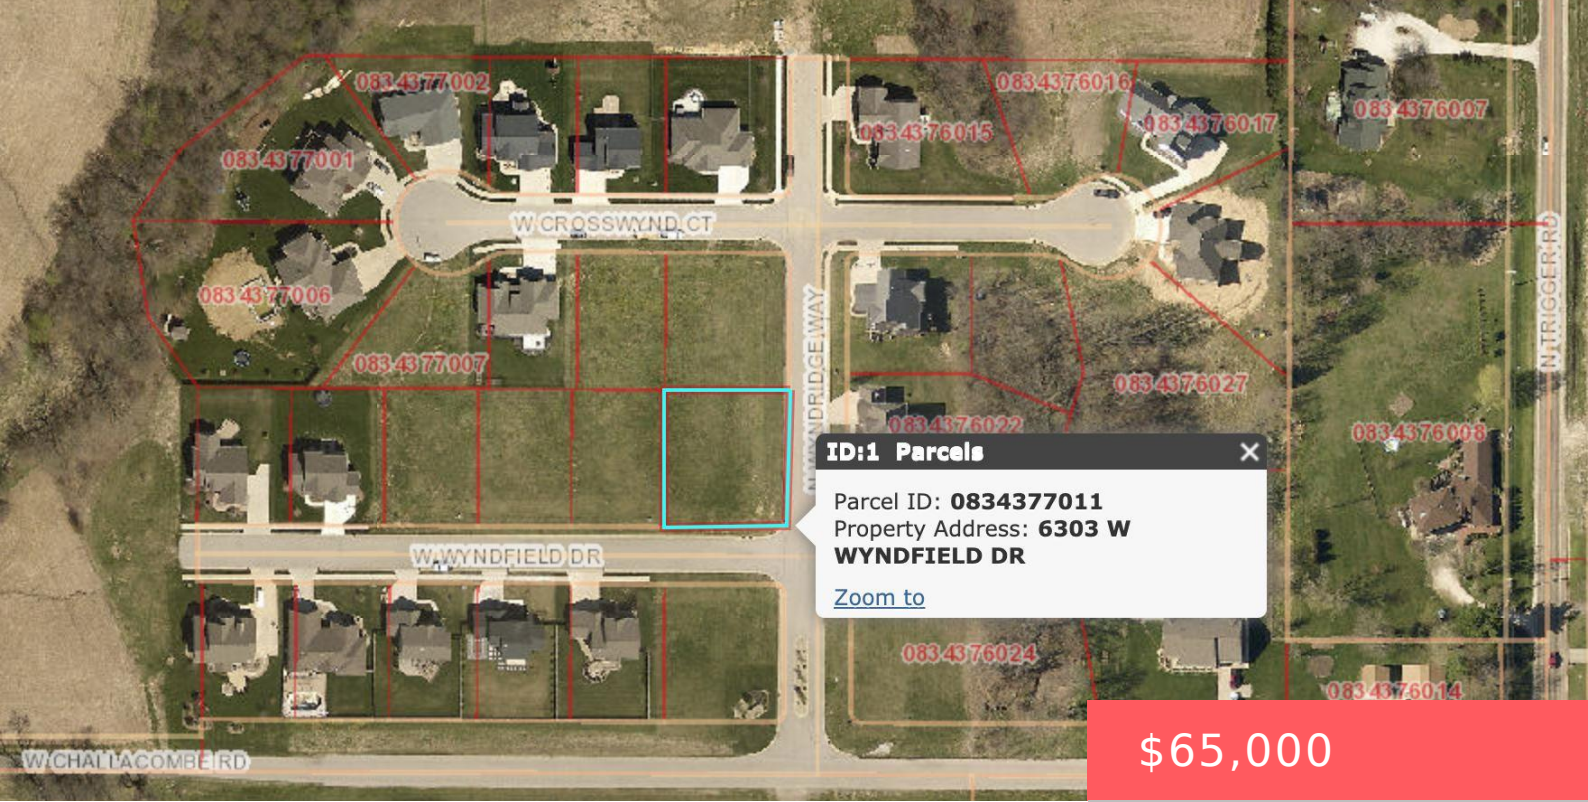 0834377002
0834376016
0834376007
0834376015
0834376017
0834377001
W CROSSWYND CT
N TRIGGER RD
0834377006
N WYNDRIDGE WAY
0834377007
0834376027
0834376022
0834376008
ID:1 Parcels
Parcel ID: 0834377011
Property Address: 6303 W
WYNDFIELD DR
Zoom to
W WYNDFIELD DR
0834376024
0834376014
W CHALLACOMBE RD
$65,000